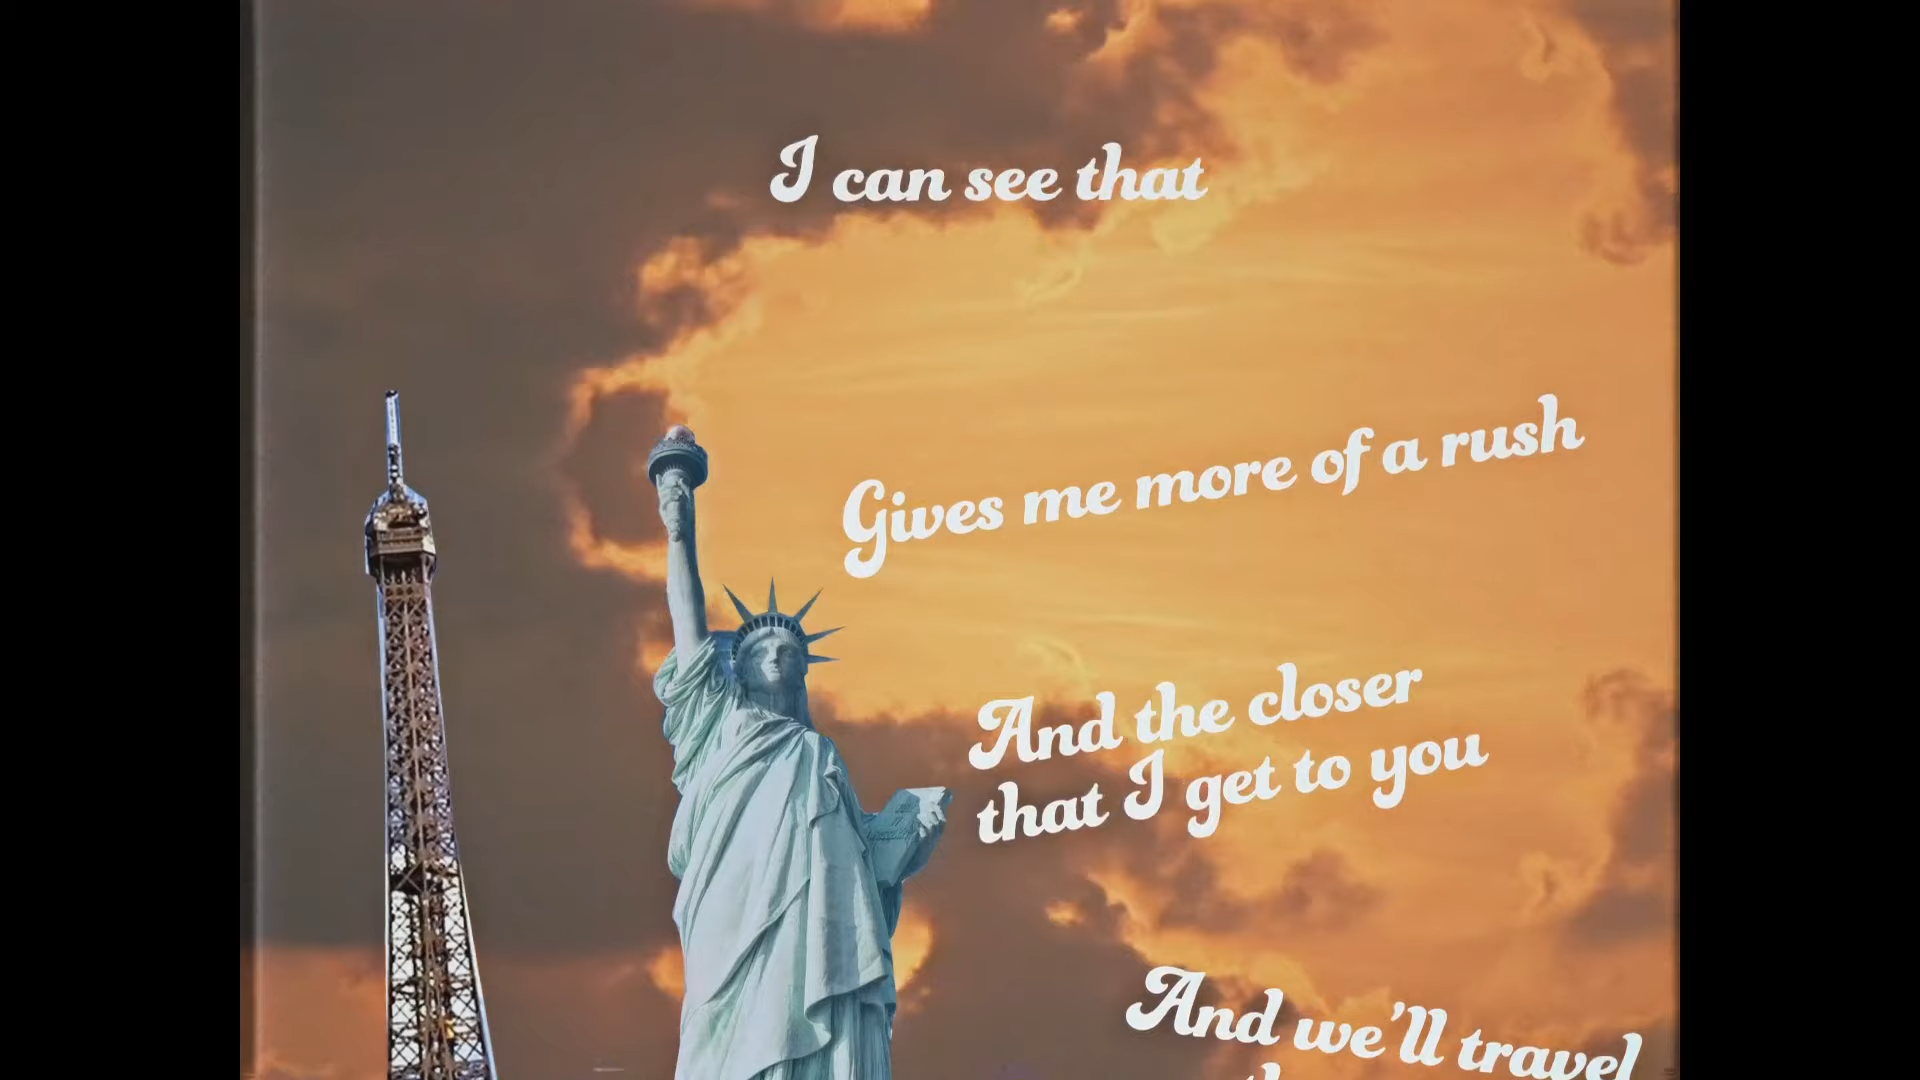 I can see that
Gives me more of a rush
And the closer
that I get to you
And we'll travel